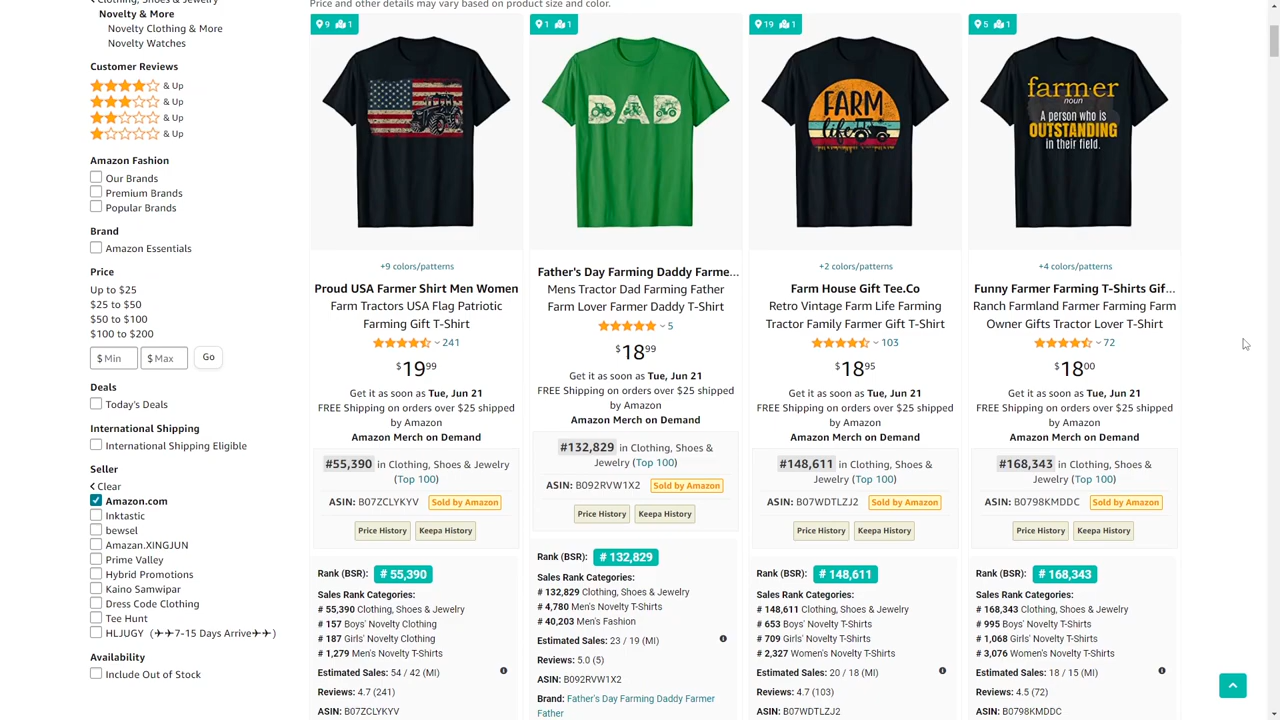 Clothing, Shoes & Jewelry
Novelty & More
Novelty Clothing & More
Novelty Watches
Customer Reviews
& Up
& Up
& Up
& Up
Amazon Fashion
Our Brands
Premium Brands
Popular Brands
Brand
Amazon Essentials
Price
Up to $25
$25 to $50
$50 to $100
$100 to $200
$ Min $ Max Go
Deals
Today's Deals
International Shipping
International Shipping Eligible
Seller
Clear
Amazon.com
Inktastic
bewsel
Amazan.XINGJUN
Prime Valley
Hybrid Promotions
Kaino Samwipar
Dress Code Clothing
Tee Hunt
HLJUGY（✈✈7-15 Days Arrive✈✈）
Availability
Include Out of Stock
Price and other details may vary based on product size and color.
9 1
+9 colors/patterns
Proud USA Farmer Shirt Men Women
Farm Tractors USA Flag Patriotic
Farming Gift T-Shirt
241
$1999
Get it as soon as Tue, Jun 21
FREE Shipping on orders over $25 shipped
by Amazon
Amazon Merch on Demand
#55,390 in Clothing, Shoes & Jewelry
(Top 100)
ASIN: B07ZCLYKYV Sold by Amazon
Price History Keepa History
Rank (BSR): # 55,390
Sales Rank Categories:
# 55,390 Clothing, Shoes & Jewelry
# 157 Boys' Novelty Clothing
# 187 Girls' Novelty Clothing
# 1,279 Men's Novelty T-Shirts
Estimated Sales: 54 / 42 (MI)
Reviews: 4.7 (241)
ASIN: B07ZCLYKYV
1 1
DAD
Father's Day Farming Daddy Farme...
Mens Tractor Dad Farming Father
Farm Lover Farmer Daddy T-Shirt
5
$1899
Get it as soon as Tue, Jun 21
FREE Shipping on orders over $25 shipped
by Amazon
Amazon Merch on Demand
#132,829 in Clothing, Shoes &
Jewelry (Top 100)
ASIN: B092RVW1X2 Sold by Amazon
Price History Keepa History
Rank (BSR): # 132,829
Sales Rank Categories:
# 132,829 Clothing, Shoes & Jewelry
# 4,780 Men's Novelty T-Shirts
# 40,203 Men's Fashion
Estimated Sales: 23 / 19 (MI)
Reviews: 5.0 (5)
ASIN: B092RVW1X2
Brand: Father's Day Farming Daddy Farmer
Father
19 1
FARM
life
+2 colors/patterns
Farm House Gift Tee.Co
Retro Vintage Farm Life Farming
Tractor Family Farmer Gift T-Shirt
103
$1895
Get it as soon as Tue, Jun 21
FREE Shipping on orders over $25 shipped
by Amazon
Amazon Merch on Demand
#148,611 in Clothing, Shoes &
Jewelry (Top 100)
ASIN: B07WDTLZJ2 Sold by Amazon
Price History Keepa History
Rank (BSR): # 148,611
Sales Rank Categories:
# 148,611 Clothing, Shoes & Jewelry
# 653 Boys' Novelty T-Shirts
# 709 Girls' Novelty T-Shirts
# 2,327 Women's Novelty T-Shirts
Estimated Sales: 20 / 18 (MI)
Reviews: 4.7 (103)
ASIN: B07WDTLZJ2
5 1
farm·er
noun
A person who is
OUTSTANDING
in their field.
+4 colors/patterns
Funny Farmer Farming T-Shirts Gif...
Ranch Farmland Farmer Farming Farm
Owner Gifts Tractor Lover T-Shirt
72
$1800
Get it as soon as Tue, Jun 21
FREE Shipping on orders over $25 shipped
by Amazon
Amazon Merch on Demand
#168,343 in Clothing, Shoes &
Jewelry (Top 100)
ASIN: B0798KMDDC Sold by Amazon
Price History Keepa History
Rank (BSR): # 168,343
Sales Rank Categories:
# 168,343 Clothing, Shoes & Jewelry
# 995 Boys' Novelty T-Shirts
# 1,068 Girls' Novelty T-Shirts
# 3,076 Women's Novelty T-Shirts
Estimated Sales: 18 / 15 (MI)
Reviews: 4.5 (72)
ASIN: B0798KMDDC